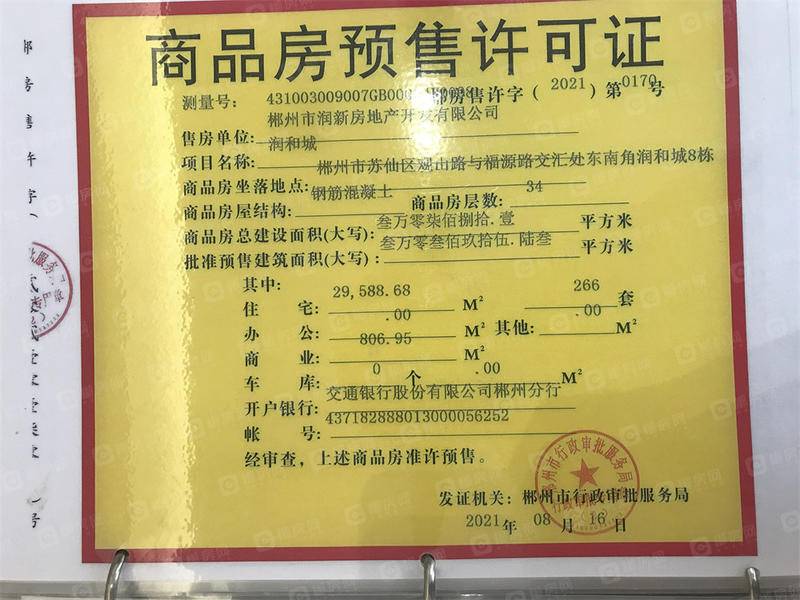 商品房预售许可证
测量号: 431003009007GB000
郴房售许字 ( 2021 ) 第 0170 号
售房单位: 郴州市润新房地产开发有限公司
项目名称: 润和城
商品房坐落地点: 郴州市苏仙区观山路与福源路交汇处东南角润和城8栋
商品房屋结构: 钢筋混凝土 商品房层数: 34
商品房总建设面积(大写): 叁万零柒佰捌拾.壹 平方米
批准预售建筑面积(大写): 叁万零叁佰玖拾伍.陆叁 平方米
其中:
住 宅: 29,588.68 M² 266 套
办 公: .00 M² 其他: .00 M²
商 业: 806.95 M²
车 库: 0 个 .00 M²
开户银行: 交通银行股份有限公司郴州分行
帐 号: 437182888013000056252
经审查，上述商品房准许预售。
发证机关: 郴州市行政审批服务局
2021 年 08 月 16 日
郴州市行政审批服务局
郴
房
售
许
字
(
号